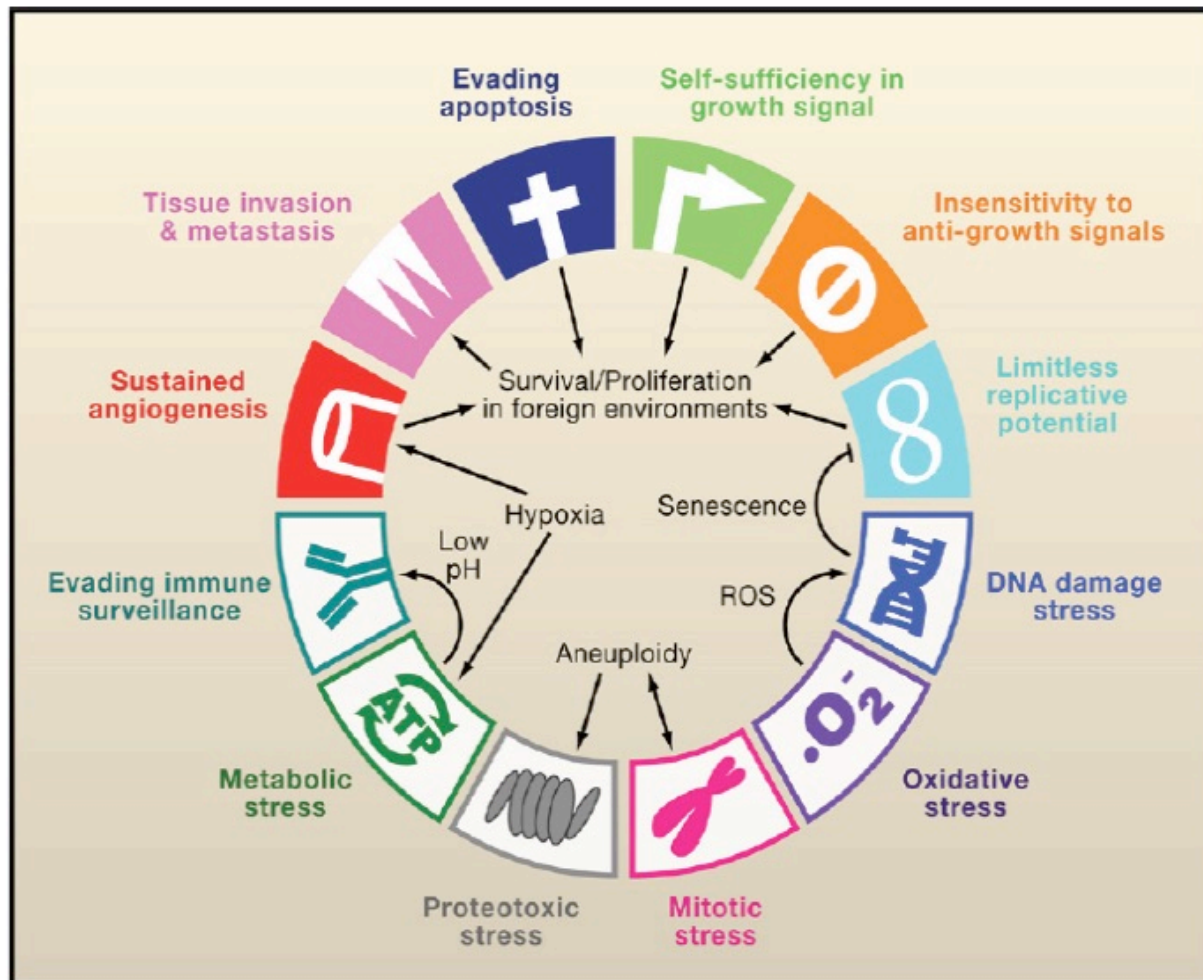 Evading
apoptosis
Self-sufficiency in
growth signal
Tissue invasion
& metastasis
Insensitivity to
anti-growth signals
Sustained
angiogenesis
Survival/Proliferation
in foreign environments
Limitless
replicative
potential
Senescence
Hypoxia
Low
pH
Evading immune
surveillance
ROS
DNA damage
stress
Aneuploidy
ATP
•O2-
Metabolic
stress
Oxidative
stress
Proteotoxic
stress
Mitotic
stress